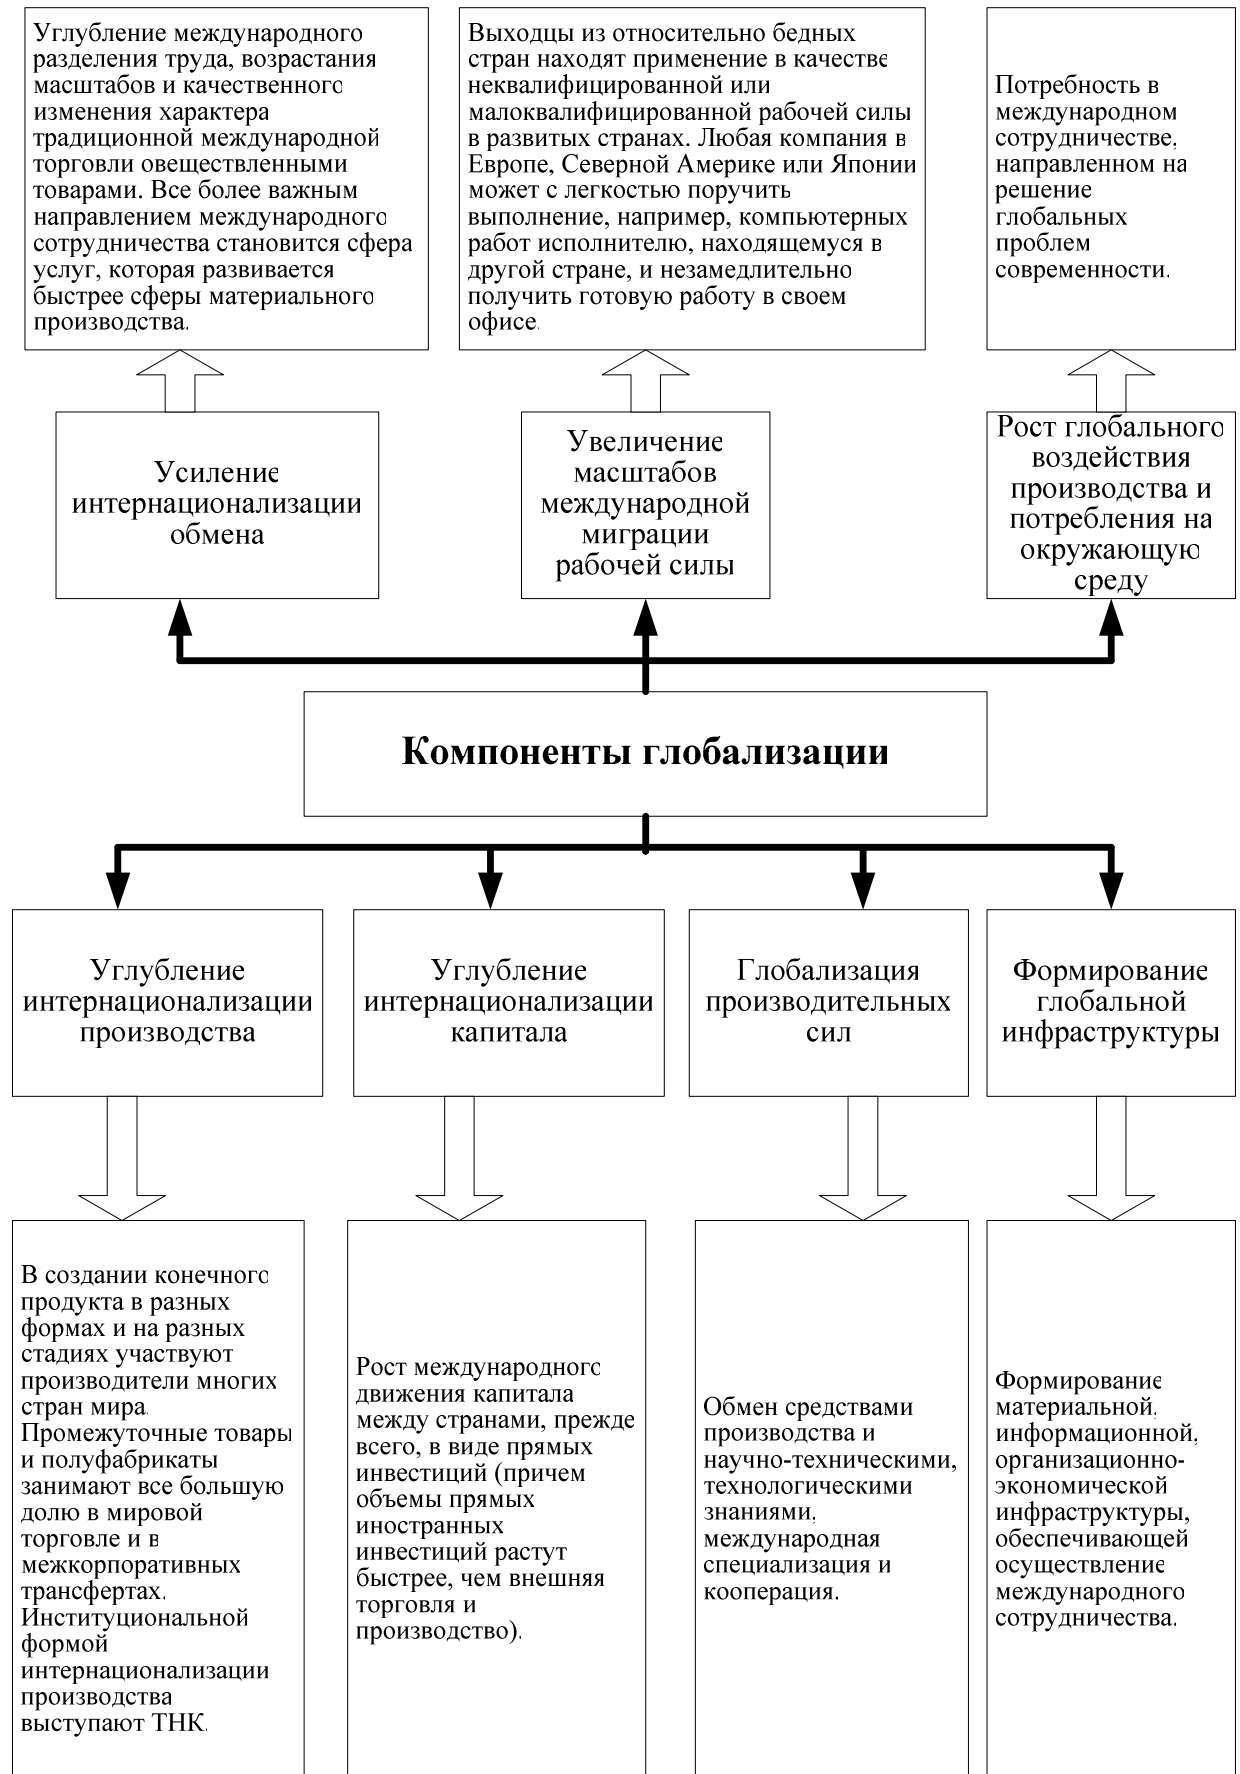 Углубление международного
разделения труда, возрастания
масштабов и качественного
изменения характера
традиционной международной
торговли овеществленными
товарами. Все более важным
направлением международного
сотрудничества становится сфера
услуг, которая развивается
быстрее сферы материального
производства.
Выходцы из относительно бедных
стран находят применение в качестве
неквалифицированной или
малоквалифицированной рабочей силы
в развитых странах. Любая компания в
Европе, Северной Америке или Японии
может с легкостью поручить
выполнение, например, компьютерных
работ исполнителю, находящемуся в
другой стране, и незамедлительно
получить готовую работу в своем
офисе.
Потребность в
международном
сотрудничестве,
направленном на
решение
глобальных
проблем
современности.
Усиление
интернационализации
обмена
Увеличение
масштабов
международной
миграции
рабочей силы
Рост глобального
воздействия
производства и
потребления на
окружающую
среду
Компоненты глобализации
Углубление
интернационализации
производства
Углубление
интернационализации
капитала
Глобализация
производительных
сил
Формирование
глобальной
инфраструктуры
В создании конечного
продукта в разных
формах и на разных
стадиях участвуют
производители многих
стран мира.
Промежуточные товары
и полуфабрикаты
занимают все большую
долю в мировой
торговле и в
межкорпоративных
трансфертах.
Институциональной
формой
интернационализации
производства
выступают ТНК.
Рост международного
движения капитала
между странами, прежде
всего, в виде прямых
инвестиций (причем
объемы прямых
иностранных
инвестиций растут
быстрее, чем внешняя
торговля и
производство).
Обмен средствами
производства и
научно-техническими,
технологическими
знаниями,
международная
специализация и
кооперация.
Формирование
материальной,
информационной,
организационно-
экономической
инфраструктуры,
обеспечивающей
осуществление
международного
сотрудничества.